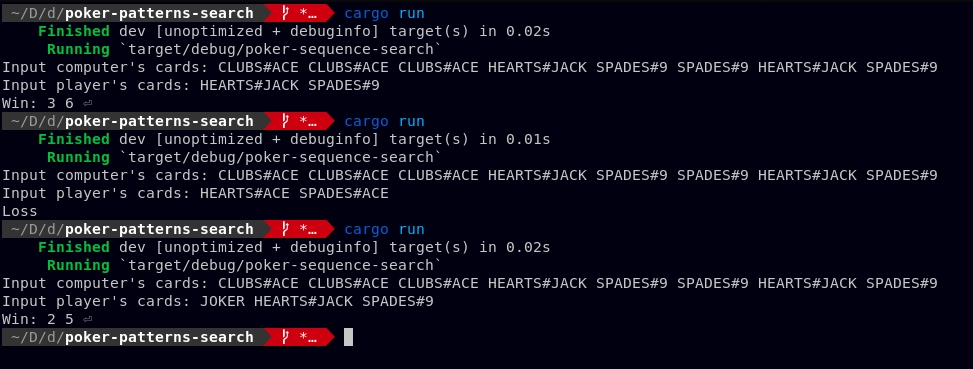 ~/D/d/poker-patterns-search *… cargo run
Finished dev [unoptimized + debuginfo] target(s) in 0.02s
Running `target/debug/poker-sequence-search`
Input computer's cards: CLUBS#ACE CLUBS#ACE CLUBS#ACE HEARTS#JACK SPADES#9 SPADES#9 HEARTS#JACK SPADES#9
Input player's cards: HEARTS#JACK SPADES#9
Win: 3 6 ⏎
~/D/d/poker-patterns-search *… cargo run
Finished dev [unoptimized + debuginfo] target(s) in 0.01s
Running `target/debug/poker-sequence-search`
Input computer's cards: CLUBS#ACE CLUBS#ACE CLUBS#ACE HEARTS#JACK SPADES#9 SPADES#9 HEARTS#JACK SPADES#9
Input player's cards: HEARTS#ACE SPADES#ACE
Loss
~/D/d/poker-patterns-search *… cargo run
Finished dev [unoptimized + debuginfo] target(s) in 0.02s
Running `target/debug/poker-sequence-search`
Input computer's cards: CLUBS#ACE CLUBS#ACE CLUBS#ACE HEARTS#JACK SPADES#9 SPADES#9 HEARTS#JACK SPADES#9
Input player's cards: JOKER HEARTS#JACK SPADES#9
Win: 2 5 ⏎
~/D/d/poker-patterns-search *…